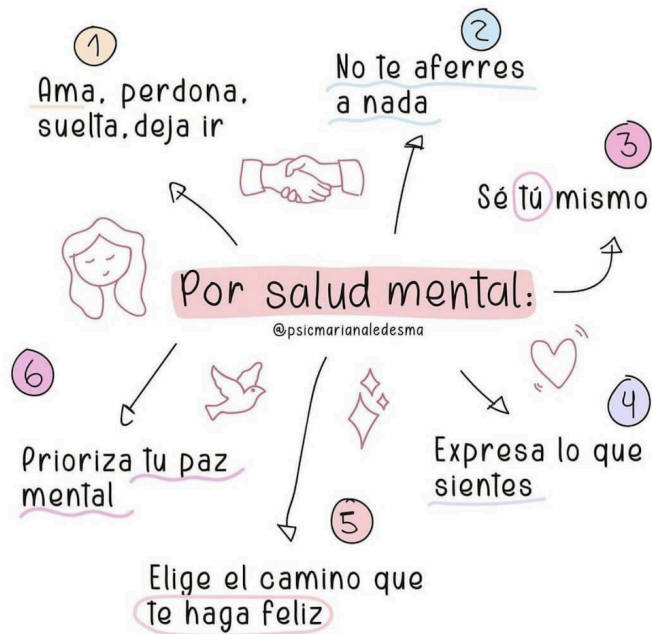 1
Ama, perdona,
suelta, deja ir
2
No te aferres
a nada
3
Sé tú mismo
Por salud mental:
@psicmarianaledesma
4
Expresa lo que
sientes
5
Elige el camino que
te haga feliz
6
Prioriza tu paz
mental